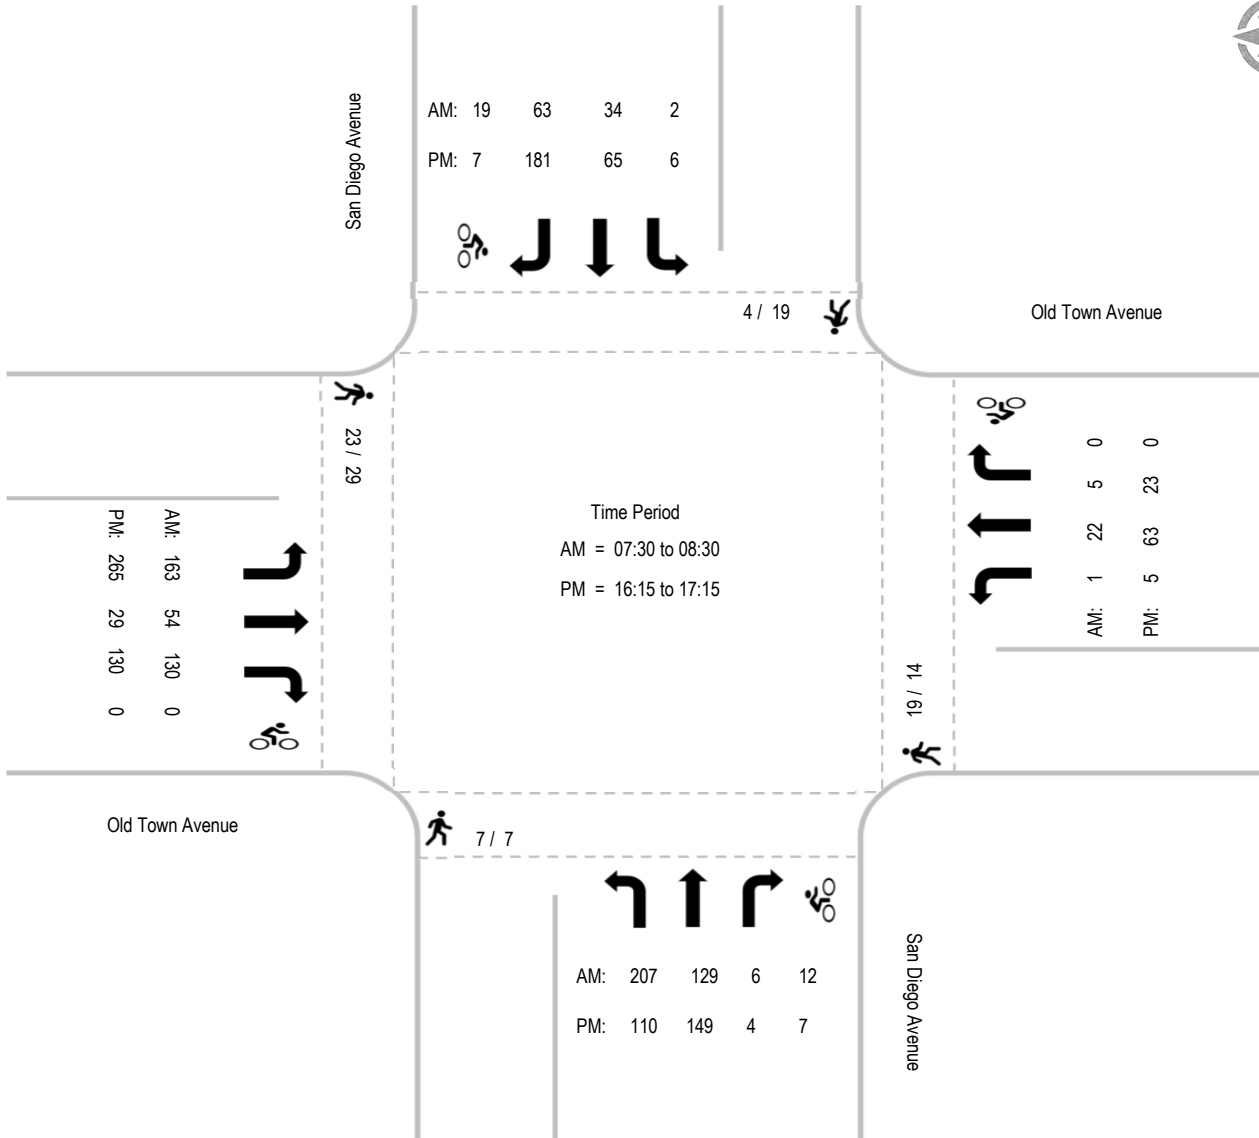 San Diego Avenue
AM: 19 63 34 2
PM: 7 181 65 6
4 / 19
Old Town Avenue
23 / 29
Time Period
AM = 07:30 to 08:30
PM = 16:15 to 17:15
AM: 163 54 130 0
PM: 265 29 130 0
AM: 1 22 5 0
PM: 5 63 23 0
19 / 14
Old Town Avenue
7 / 7
AM: 207 129 6 12
PM: 110 149 4 7
San Diego Avenue